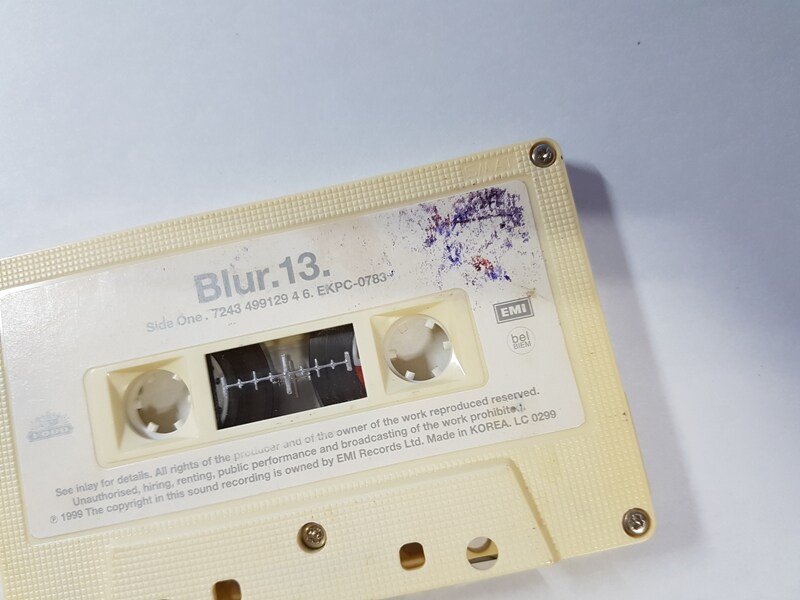 Blur.13.
Side One . 7243 499129 4 6. EKPC-0783
EMI
bel
BIEM
See inlay for details. All rights of the producer and of the owner of the work reproduced reserved.
Unauthorised, hiring, renting, public performance and broadcasting of the work prohibited.
℗ 1999 The copyright in this sound recording is owned by EMI Records Ltd. Made in KOREA. LC 0299